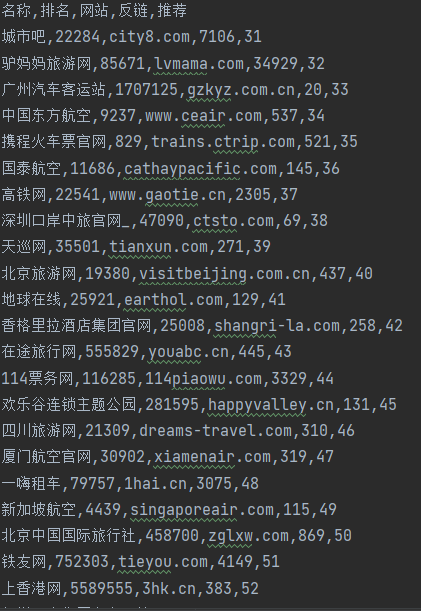 名称,排名,网站,反链,推荐
城市吧,22284,city8.com,7106,31
驴妈妈旅游网,85671,lvmama.com,34929,32
广州汽车客运站,1707125,gzkyz.com.cn,20,33
中国东方航空,9237,www.ceair.com,537,34
携程火车票官网,829,trains.ctrip.com,521,35
国泰航空,11686,cathaypacific.com,145,36
高铁网,22541,www.gaotie.cn,2305,37
深圳口岸中旅官网_,47090,ctsto.com,69,38
天巡网,35501,tianxun.com,271,39
北京旅游网,19380,visitbeijing.com.cn,437,40
地球在线,25921,earthol.com,129,41
香格里拉酒店集团官网,25008,shangri-la.com,258,42
在途旅行网,555829,youabc.cn,445,43
114票务网,116285,114piaowu.com,3329,44
欢乐谷连锁主题公园,281595,happyvalley.cn,131,45
四川旅游网,21309,dreams-travel.com,310,46
厦门航空官网,30902,xiamenair.com,319,47
一嗨租车,79757,1hai.cn,3075,48
新加坡航空,4439,singaporeair.com,115,49
北京中国国际旅行社,458700,zglxw.com,869,50
铁友网,752303,tieyou.com,4149,51
上香港网,5589555,3hk.cn,383,52